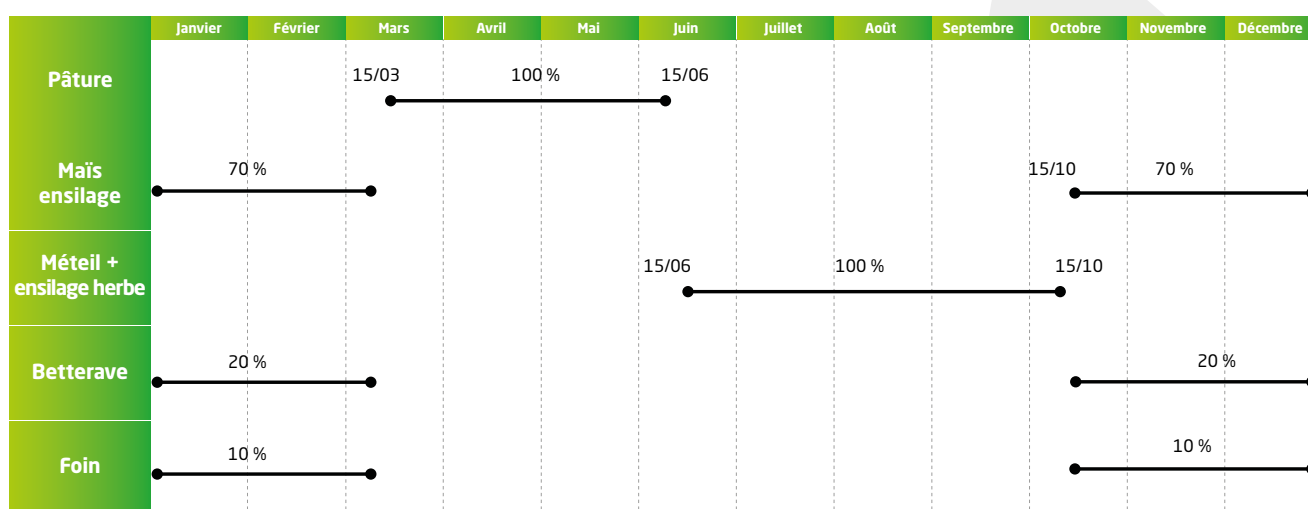 Janvier Février Mars Avril Mai Juin Juillet Août Septembre Octobre Novembre Décembre
Pâture
15/03 100 % 15/06
Maïs
ensilage
70 % 15/10 70 %
Méteil +
ensilage herbe
15/06 100 % 15/10
Betterave
20 % 20 %
Foin
10 % 10 %